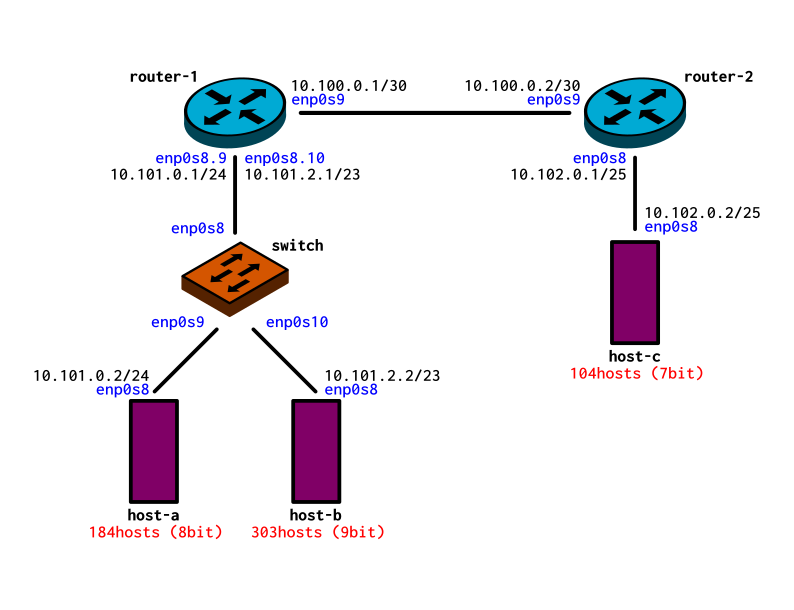 router-1
10.100.0.1/30
enp0s9
10.100.0.2/30
enp0s9
router-2
enp0s8.9
10.101.0.1/24
enp0s8.10
10.101.2.1/23
enp0s8
10.102.0.1/25
enp0s8
switch
10.102.0.2/25
enp0s8
enp0s9
enp0s10
host-c
104hosts (7bit)
10.101.0.2/24
enp0s8
10.101.2.2/23
enp0s8
host-a
184hosts (8bit)
host-b
303hosts (9bit)